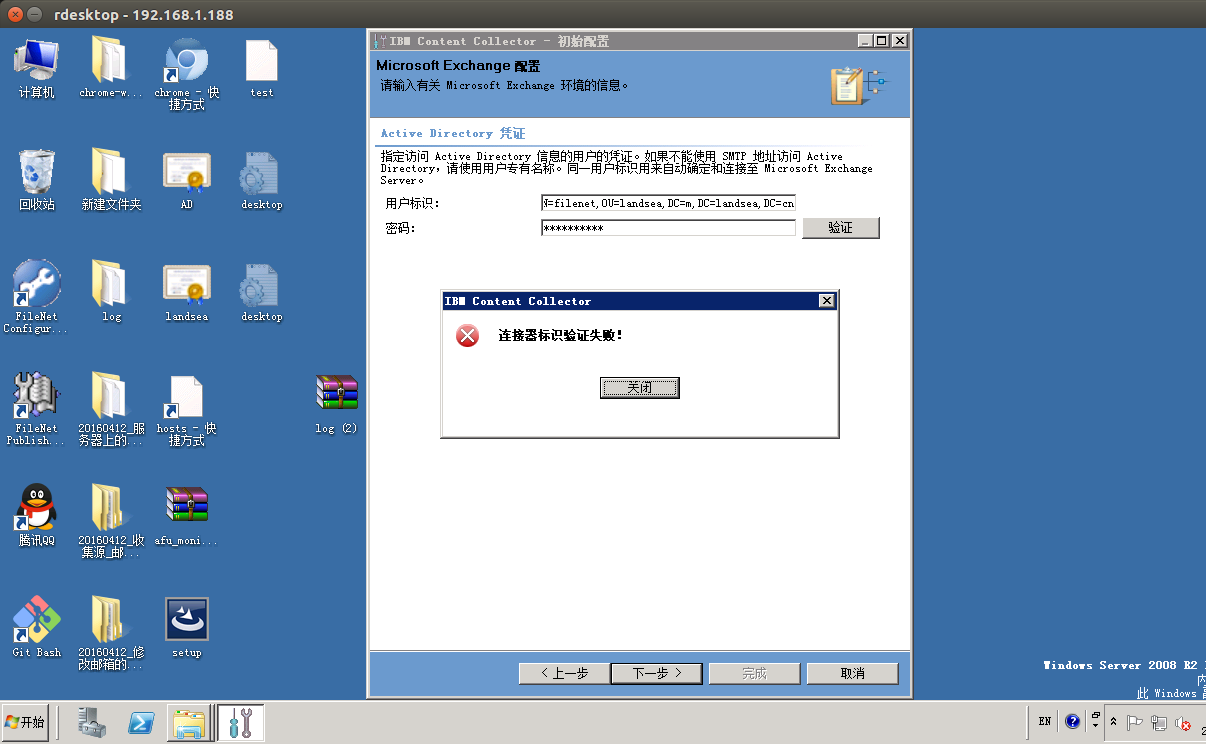 rdesktop - 192.168.1.188
计算机
chrome-w...
chrome - 快
捷方式
test
回收站
新建文件夹
AD
desktop
FileNet
Configur...
log
landsea
desktop
FileNet
Publish...
20160412_服
务器上的...
hosts - 快
捷方式
log (2)
腾讯QQ
20160412_收
集源_邮...
afu_moni...
Git Bash
20160412_修
改邮箱的...
setup
IBM Content Collector - 初始配置
Microsoft Exchange 配置
请输入有关 Microsoft Exchange 环境的信息。
Active Directory 凭证
指定访问 Active Directory 信息的用户的凭证。如果不能使用 SMTP 地址访问 Active
Directory，请使用用户专有名称。同一用户标识用来自动确定和连接至 Microsoft Exchange
Server。
用户标识：
=filenet,OU=landsea,DC=m,DC=landsea,DC=cn
密码：
**********
验证
IBM Content Collector
连接器标识验证失败！
关闭
< 上一步
下一步 >
完成
取消
Windows Server 2008 R2
此 Windows
开始
EN